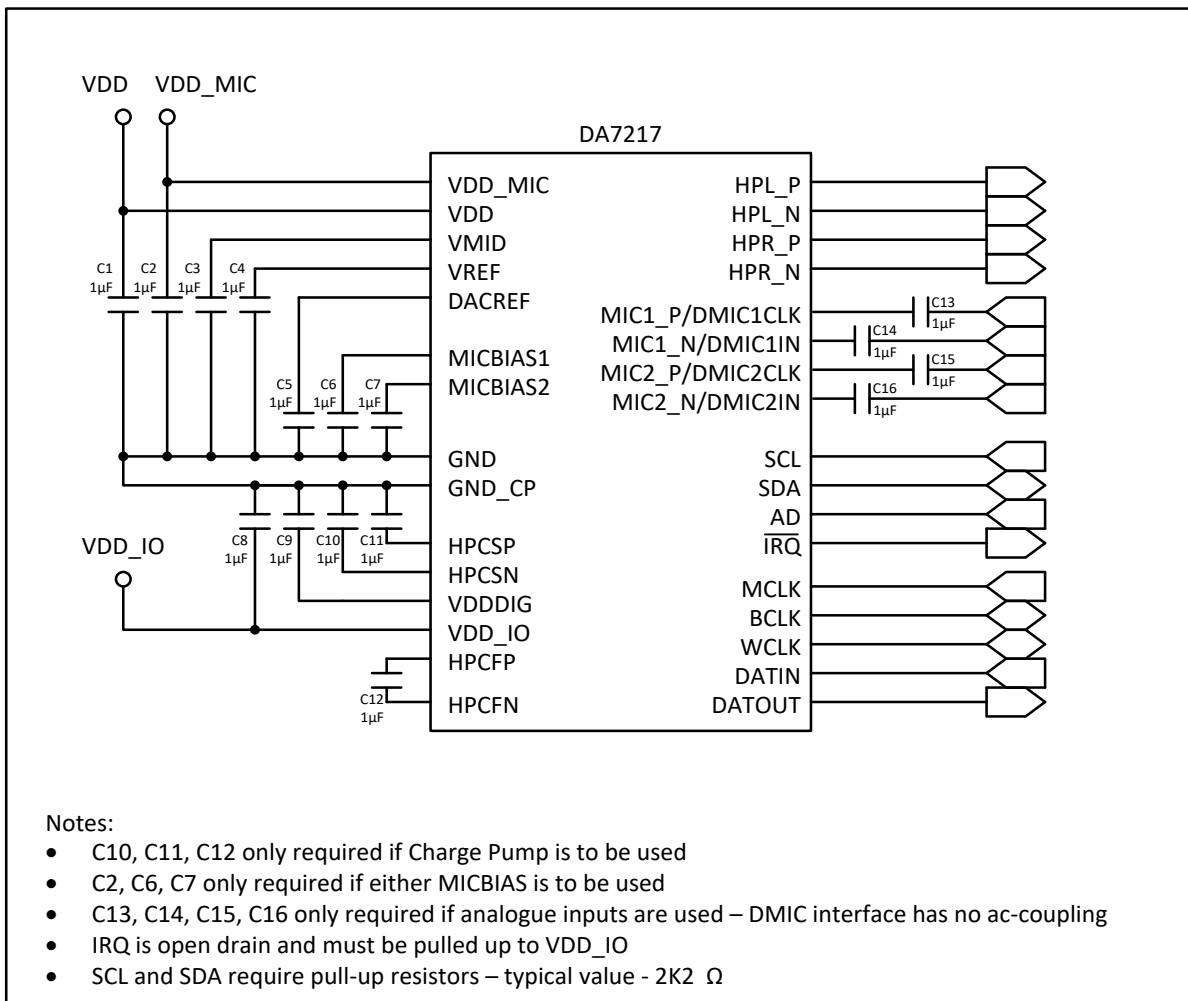 VDD VDD_MIC
DA7217
VDD_MIC
VDD
VMID
VREF
DACREF
MICBIAS1
MICBIAS2
GND
GND_CP
HPCSP
HPCSN
VDDDIG
VDD_IO
HPCFP
HPCFN
HPL_P
HPL_N
HPR_P
HPR_N
MIC1_P/DMIC1CLK
MIC1_N/DMIC1IN
MIC2_P/DMIC2CLK
MIC2_N/DMIC2IN
SCL
SDA
AD
IRQ
MCLK
BCLK
WCLK
DATIN
DATOUT
C1 C2 C3 C4
1µF 1µF 1µF 1µF
C5 C6 C7
1µF 1µF 1µF
VDD_IO
C8 C9 C10 C11
1µF 1µF 1µF 1µF
C12
1µF
C13
1µF
C14
1µF
C15
1µF
C16
1µF
Notes:
• C10, C11, C12 only required if Charge Pump is to be used
• C2, C6, C7 only required if either MICBIAS is to be used
• C13, C14, C15, C16 only required if analogue inputs are used – DMIC interface has no ac-coupling
• IRQ is open drain and must be pulled up to VDD_IO
• SCL and SDA require pull-up resistors – typical value - 2K2 Ω